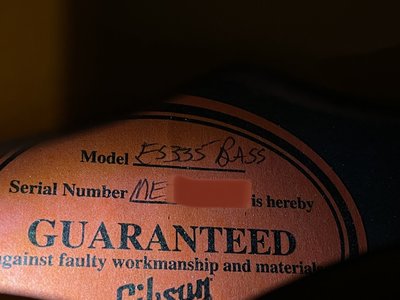 Model ES335 BASS
Serial Number ME is hereby
GUARANTEED
against faulty workmanship and material
Gibson